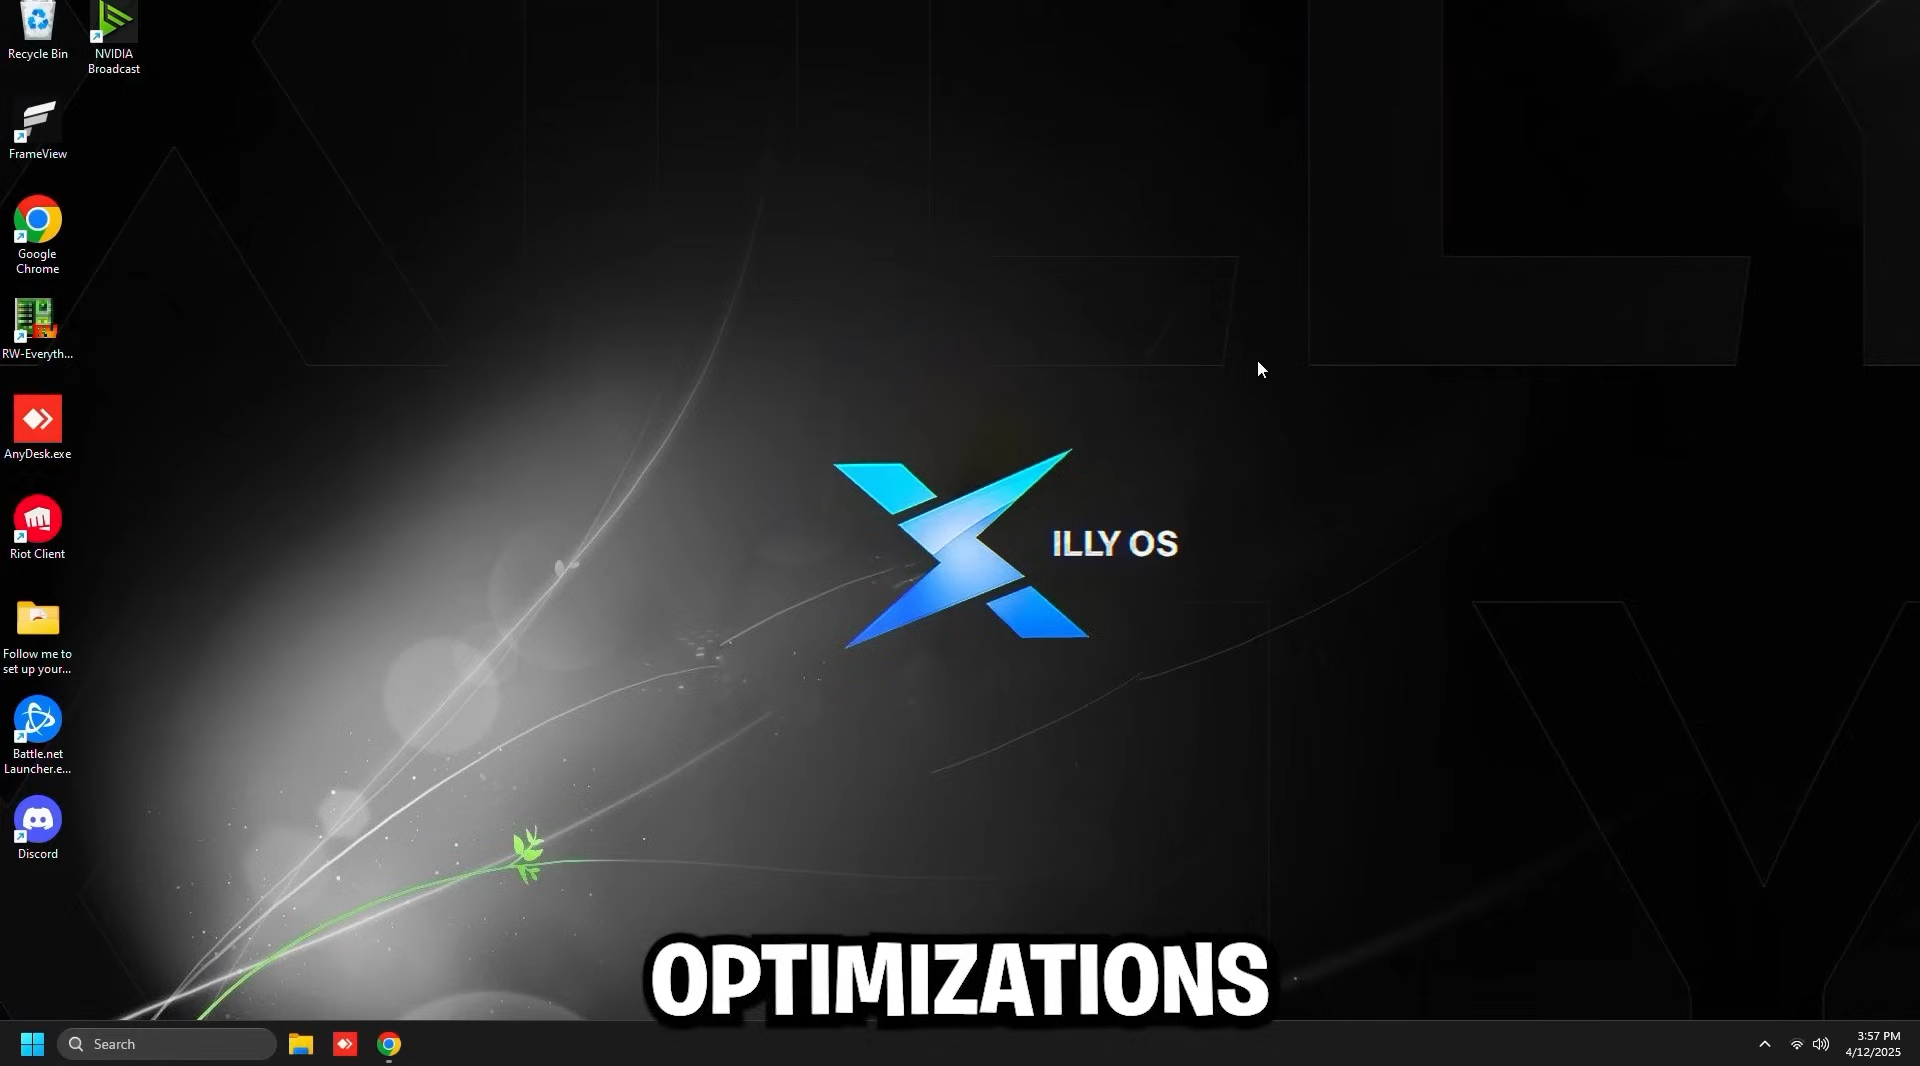 Recycle Bin
NVIDIA
Broadcast
FrameView
Google
Chrome
RW-Everyth...
AnyDesk.exe
Riot Client
Follow me to
set up your...
Battle.net
Launcher.e...
Discord
ILLY OS
OPTIMIZATIONS
Search
3:57 PM
4/12/2025